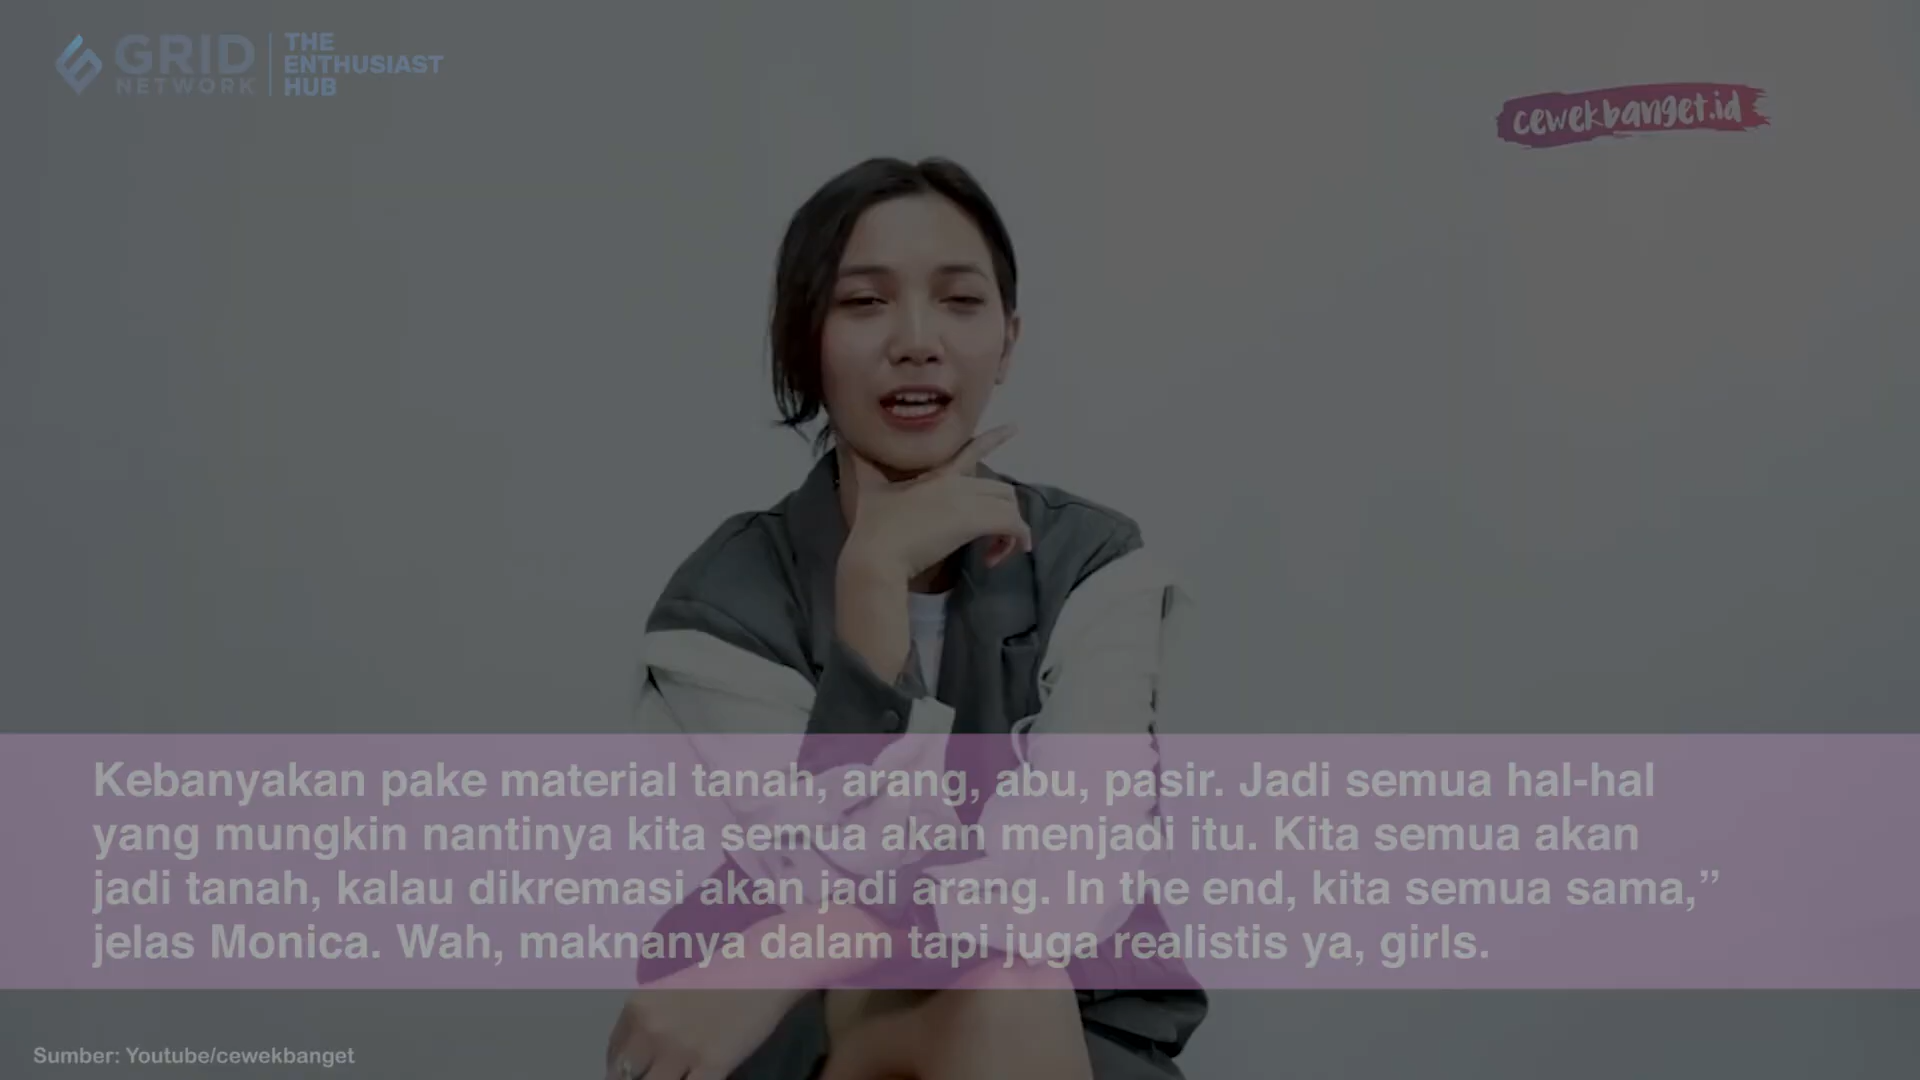 GRID
NETWORK
THE
ENTHUSIAST
HUB
cewekbanget.id
Kebanyakan pake material tanah, arang, abu, pasir. Jadi semua hal-hal
yang mungkin nantinya kita semua akan menjadi itu. Kita semua akan
jadi tanah, kalau dikremasi akan jadi arang. In the end, kita semua sama,”
jelas Monica. Wah, maknanya dalam tapi juga realistis ya, girls.
Sumber: Youtube/cewekbanget